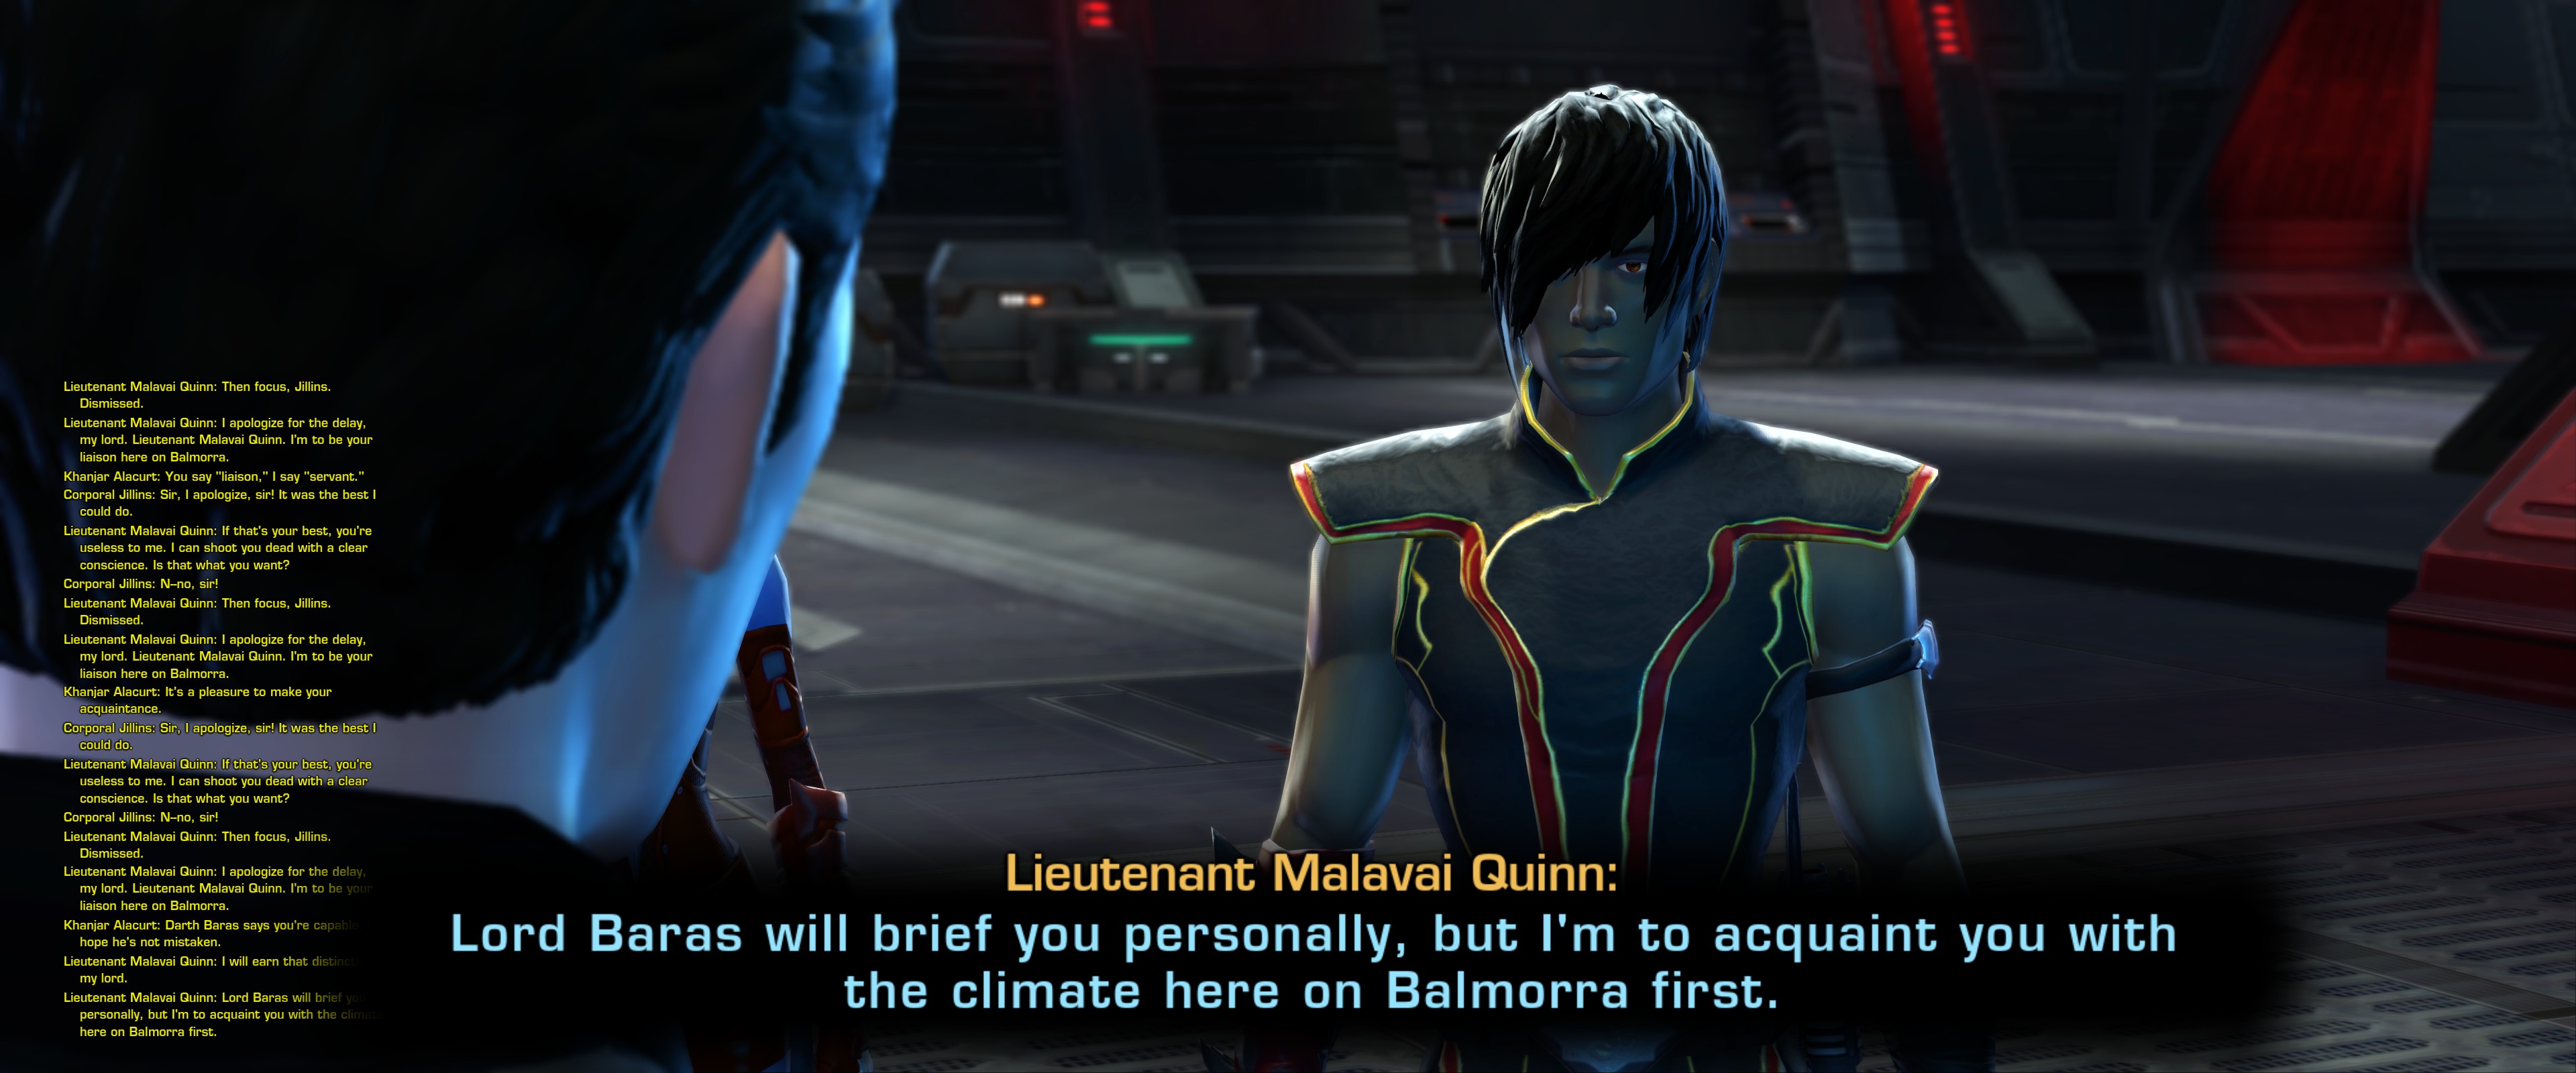 Lieutenant Malavai Quinn: Then focus, Jillins.
Dismissed.
Lieutenant Malavai Quinn: I apologize for the delay,
my lord. Lieutenant Malavai Quinn. I'm to be your
liaison here on Balmorra.
Khanjar Alacurt: You say "liaison," I say "servant."
Corporal Jillins: Sir, I apologize, sir! It was the best I
could do.
Lieutenant Malavai Quinn: If that's your best, you're
useless to me. I can shoot you dead with a clear
conscience. Is that what you want?
Corporal Jillins: N--no, sir!
Lieutenant Malavai Quinn: Then focus, Jillins.
Dismissed.
Lieutenant Malavai Quinn: I apologize for the delay,
my lord. Lieutenant Malavai Quinn. I'm to be your
liaison here on Balmorra.
Khanjar Alacurt: It's a pleasure to make your
acquaintance.
Corporal Jillins: Sir, I apologize, sir! It was the best I
could do.
Lieutenant Malavai Quinn: If that's your best, you're
useless to me. I can shoot you dead with a clear
conscience. Is that what you want?
Corporal Jillins: N--no, sir!
Lieutenant Malavai Quinn: Then focus, Jillins.
Dismissed.
Lieutenant Malavai Quinn: I apologize for the delay,
my lord. Lieutenant Malavai Quinn. I'm to be your
liaison here on Balmorra.
Khanjar Alacurt: Darth Baras says you're capable
hope he's not mistaken.
Lieutenant Malavai Quinn: I will earn that
my lord.
Lieutenant Malavai Quinn: Lord Baras will brief you
personally, but I'm to acquaint you with the climate
here on Balmorra first.
Lieutenant Malavai Quinn:
Lord Baras will brief you personally, but I'm to acquaint you with
the climate here on Balmorra first.